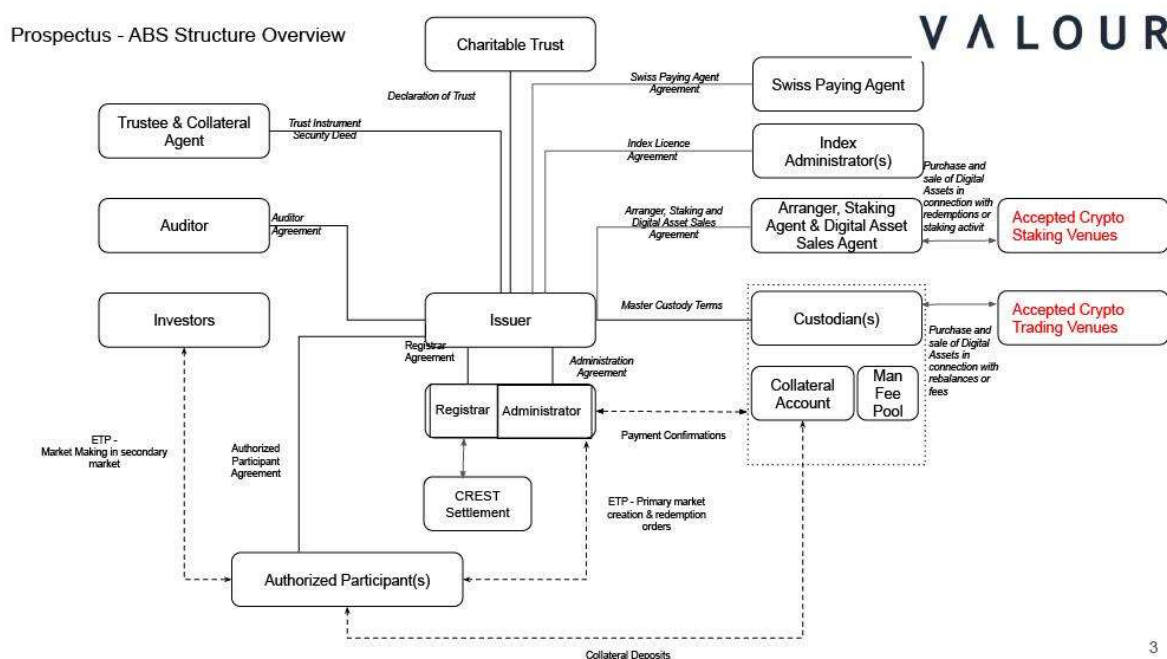 Prospectus - ABS Structure Overview
VALOUR
Charitable Trust
Declaration of Trust
Swiss Paying Agent
Agreement
Swiss Paying Agent
Trustee & Collateral
Agent
Trust Instrument
Security Deed
Index Licence
Agreement
Index
Administrator(s)
Purchase and
sale of Digital
Assets in
connection with
redemptions or
staking activit
Auditor
Auditor
Agreement
Arranger, Staking and
Digital Asset Sales
Agreement
Arranger, Staking
Agent & Digital Asset
Sales Agent
Accepted Crypto
Staking Venues
Investors
Issuer
Master Custody Terms
Custodian(s)
Accepted Crypto
Trading Venues
Registrar
Agreement
Administration
Agreement
Purchase and
sale of Digital
Assets in
connection with
rebalances or
fees
Registrar
Administrator
Collateral
Account
Man
Fee
Pool
Payment Confirmations
ETP -
Market Making in secondary
market
Authorized
Participant
Agreement
CREST
Settlement
ETP - Primary market
creation & redemption
orders
Authorized Participant(s)
Collateral Deposits
3